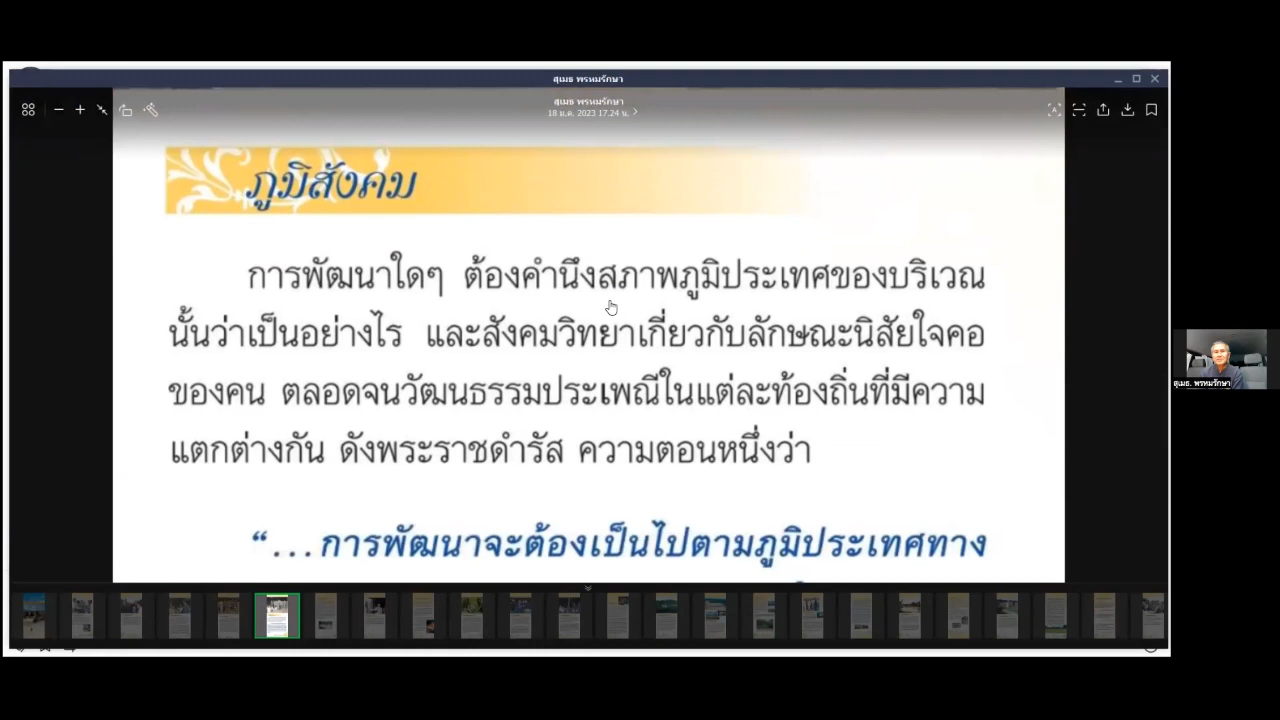 สุเมธ พรหมรักษา
สุเมธ พรหมรักษา
18 ม.ค. 2023 17.24 น.
ภูมิสังคม
การพัฒนาใดๆ ต้องคำนึงสภาพภูมิประเทศของบริเวณ
นั้นว่าเป็นอย่างไร และสังคมวิทยาเกี่ยวกับลักษณะนิสัยใจคอ
ของคน ตลอดจนวัฒนธรรมประเพณีในแต่ละท้องถิ่นที่มีความ
แตกต่างกัน ดังพระราชดำรัส ความตอนหนึ่งว่า
“...การพัฒนาจะต้องเป็นไปตามภูมิประเทศทาง
สุเมธ. พรหมรักษา